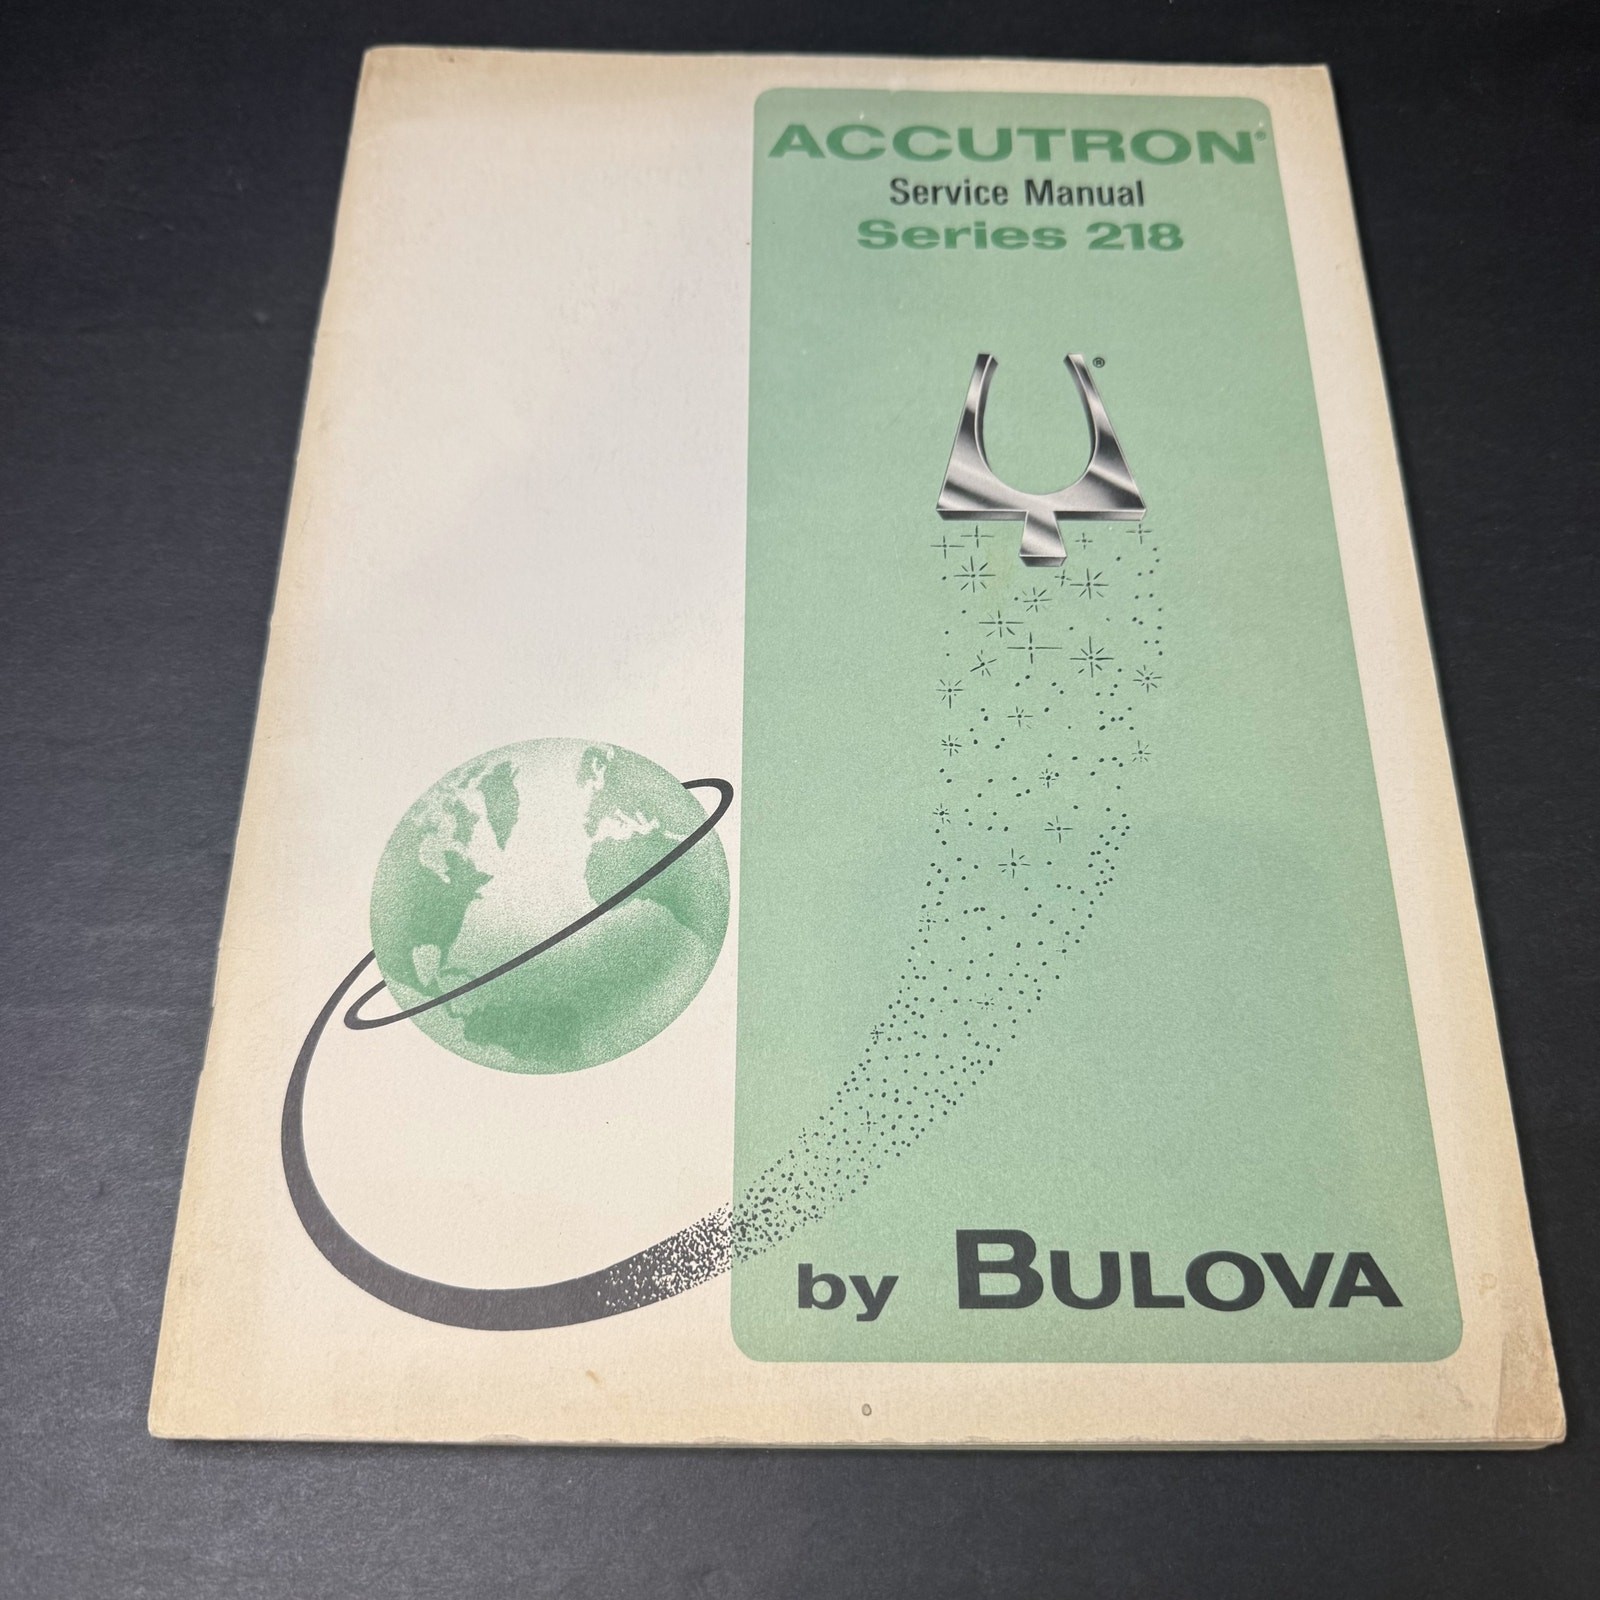 ACCUTRON®
Service Manual
Series 218
®
by BULOVA